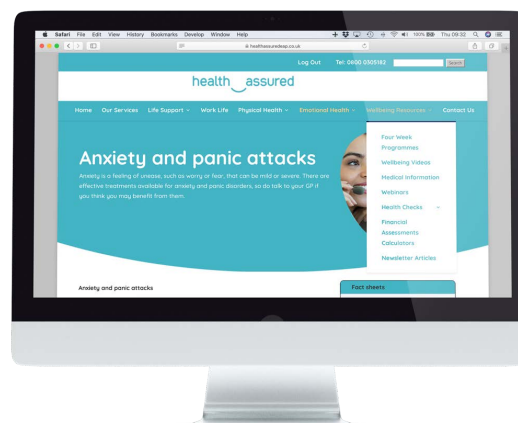 Safari File Edit View History Bookmarks Develop Window Help 100% Thu 09:32
healthassuredeap.co.uk
Log Out Tel: 0800 0305182 Search
health assured
Home Our Services Life Support Work Life Physical Health Emotional Health Wellbeing Resources Contact Us
Four Week
Programmes
Wellbeing Videos
Medical Information
Webinars
Health Checks
Financial
Assessments
Calculators
Newsletter Articles
Anxiety and panic attacks
Anxiety is a feeling of unease, such as worry or fear, that can be mild or severe. There are
effective treatments available for anxiety and panic disorders, so do talk to your GP if
you think you may benefit from them
Anxiety and panic attacks
Fact sheets